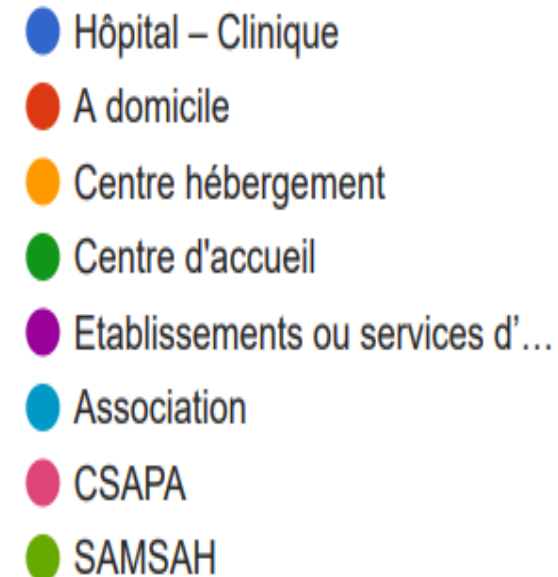 Hôpital – Clinique
A domicile
Centre hébergement
Centre d'accueil
Etablissements ou services d’…
Association
CSAPA
SAMSAH